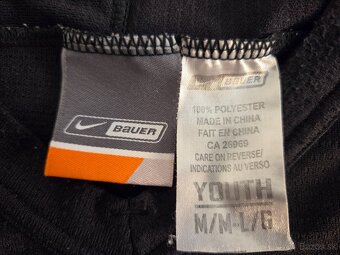 BAUER
BAUER
100% POLYESTER
MADE IN CHINA
FAIT EN CHINE
CA 26969
CARE ON REVERSE/
INDICATIONS AU VERSO
YOUTH
M/M-L/G